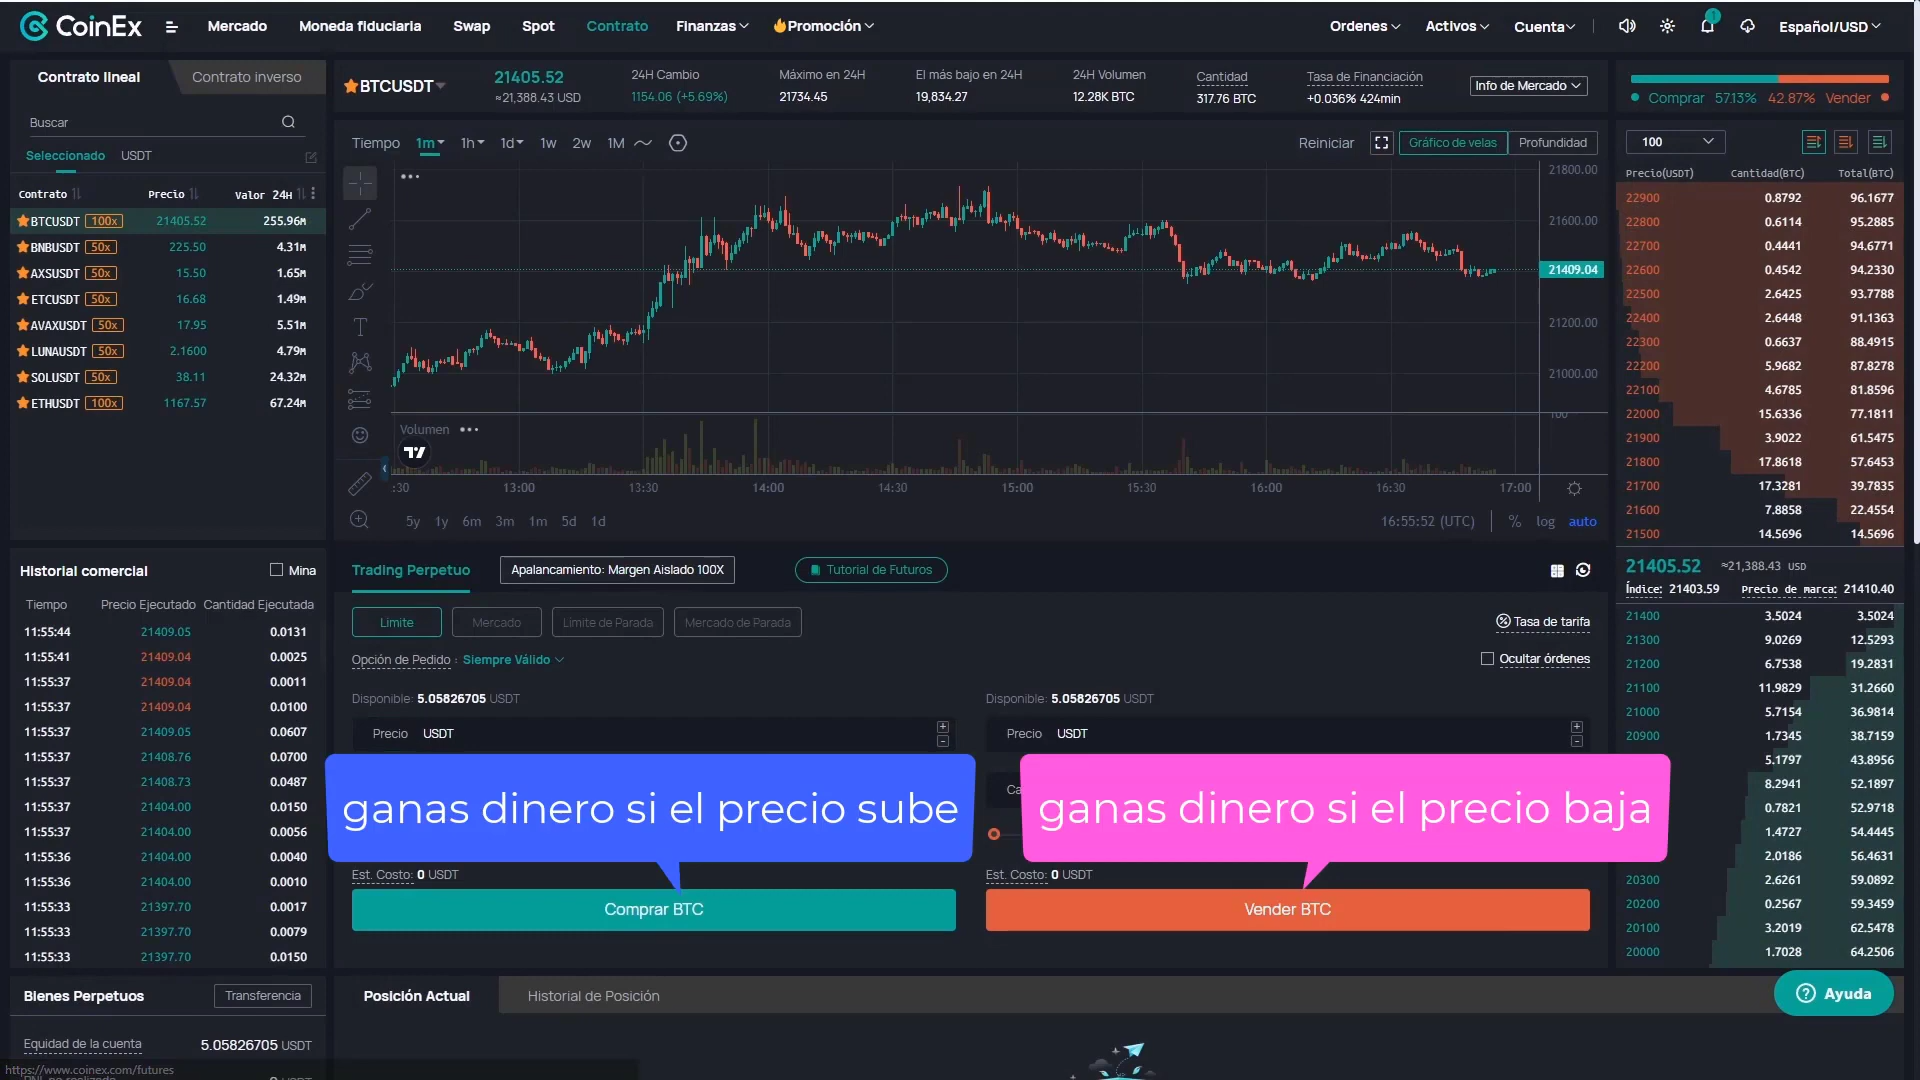 CoinEx
Mercado
Moneda fiduciaria
Swap
Spot
Contrato
Finanzas
Promoción
Ordenes
Activos
Cuenta
1
Español/USD
Contrato lineal
Contrato inverso
Buscar
Seleccionado USDT
Contrato Precio Valor 24H
BTCUSDT 100x 21405.52 255.96M
BNBUSDT 50x 225.50 4.31M
AXSUSDT 50x 15.50 1.65M
ETCUSDT 50x 16.68 1.49M
AVAXUSDT 50x 17.95 5.51M
LUNAUSDT 50x 2.1600 4.79M
SOLUSDT 50x 38.11 24.32M
ETHUSDT 100x 1167.57 67.24M
BTCUSDT
21405.52
≈21,388.43 USD
24H Cambio
1154.06 (+5.69%)
Máximo en 24H
21734.45
El más bajo en 24H
19,834.27
24H Volumen
12.28K BTC
Cantidad
317.76 BTC
Tasa de Financiación
+0.036% 424min
Info de Mercado
Tiempo 1m 1h 1d 1w 2w 1M
Reiniciar
Gráfico de velas
Profundidad
21800.00
21600.00
21409.04
21200.00
21000.00
Volumen
:30 13:00 13:30 14:00 14:30 15:00 15:30 16:00 16:30 17:00
5y 1y 6m 3m 1m 5d 1d
16:55:52 (UTC) % log auto
Comprar 57.13% 42.87% Vender
100
Precio(USDT) Cantidad(BTC) Total(BTC)
22900 0.8792 96.1677
22800 0.6114 95.2885
22700 0.4441 94.6771
22600 0.4542 94.2330
22500 2.6425 93.7788
22400 2.6448 91.1363
22300 0.6637 88.4915
22200 5.9682 87.8278
22100 4.6785 81.8596
22000 15.6336 77.1811
21900 3.9022 61.5475
21800 17.8618 57.6453
21700 17.3281 39.7835
21600 7.8858 22.4554
21500 14.5696 14.5696
21405.52 ≈21,388.43 USD
Índice: 21403.59 Precio de marca: 21410.40
21400 3.5024 3.5024
21300 9.0269 12.5293
21200 6.7538 19.2831
21100 11.9829 31.2660
21000 5.7154 36.9814
20900 1.7345 38.7159
5.1797 43.8956
8.2941 52.1897
0.7821 52.9718
1.4727 54.4445
2.0186 56.4631
20300 2.6261 59.0892
20200 0.2567 59.3459
20100 3.2019 62.5478
20000 1.7028 64.2506
Historial comercial
Mina
Tiempo Precio Ejecutado Cantidad Ejecutada
11:55:44 21409.05 0.0131
11:55:41 21409.04 0.0025
11:55:37 21409.04 0.0011
11:55:37 21409.04 0.0100
11:55:37 21409.05 0.0607
11:55:37 21408.76 0.0700
11:55:37 21408.73 0.0487
11:55:37 21404.00 0.0150
11:55:37 21404.00 0.0056
11:55:36 21404.00 0.0040
11:55:36 21404.00 0.0010
11:55:33 21397.70 0.0017
11:55:33 21397.70 0.0079
11:55:33 21397.70 0.0150
Trading Perpetuo
Apalancamiento: Margen Aislado 100X
Tutorial de Futuros
Limite
Mercado
Limite de Parada
Mercado de Parada
Tasa de tarifa
Opción de Pedido : Siempre Válido
Ocultar órdenes
Disponible: 5.05826705 USDT
Disponible: 5.05826705 USDT
Precio USDT
Precio USDT
Ca
ganas dinero si el precio sube
ganas dinero si el precio baja
Est. Costo: 0 USDT
Est. Costo: 0 USDT
Comprar BTC
Vender BTC
Bienes Perpetuos
Transferencia
Posición Actual
Historial de Posición
Ayuda
Equidad de la cuenta 5.05826705 USDT
https://www.coinex.com/futures